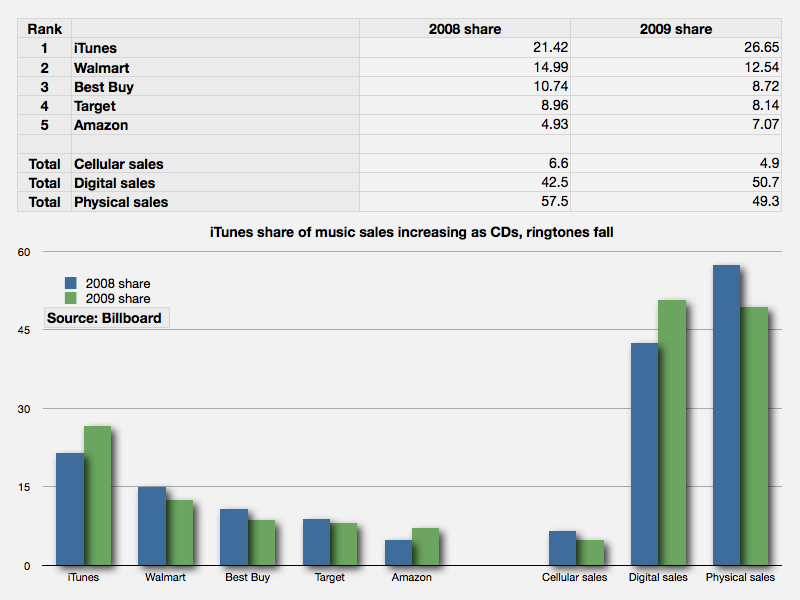 Rank 2008 share 2009 share
1 iTunes 21.42 26.65
2 Walmart 14.99 12.54
3 Best Buy 10.74 8.72
4 Target 8.96 8.14
5 Amazon 4.93 7.07
Total Cellular sales 6.6 4.9
Total Digital sales 42.5 50.7
Total Physical sales 57.5 49.3
iTunes share of music sales increasing as CDs, ringtones fall
60
2008 share
2009 share
Source: Billboard
45
30
15
0
iTunes Walmart Best Buy Target Amazon Cellular sales Digital sales Physical sales